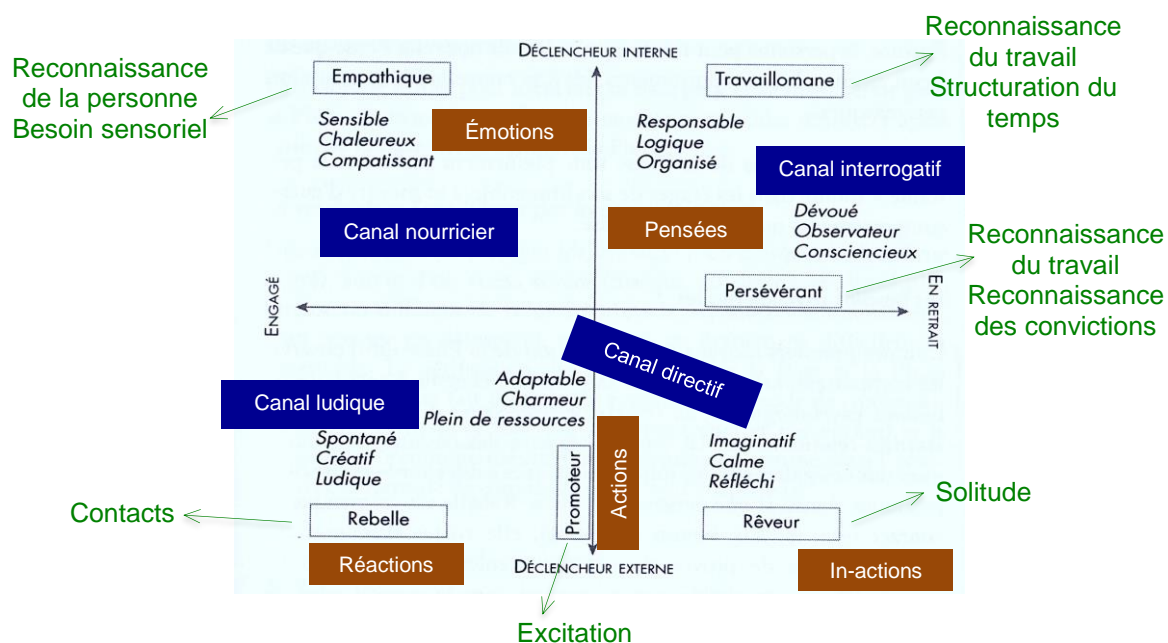 Reconnaissance
de la personne
Besoin sensoriel
Empathique
Sensible
Chaleureux
Compatissant
Émotions
DÉCLENCHEUR INTERNE
Travaillomane
Responsable
Logique
Organisé
Reconnaissance
du travail
Structuration du
temps
Canal interrogatif
Canal nourricier
Pensées
Dévoué
Observateur
Consciencieux
Persévérant
Reconnaissance
du travail
Reconnaissance
des convictions
ENGAGÉ
EN RETRAIT
Canal directif
Canal ludique
Adaptable
Charmeur
Plein de ressources
Spontané
Créatif
Ludique
Promoteur
Actions
Imaginatif
Calme
Réfléchi
Contacts
Rebelle
Réactions
Rêveur
Solitude
In-actions
DÉCLENCHEUR EXTERNE
Excitation